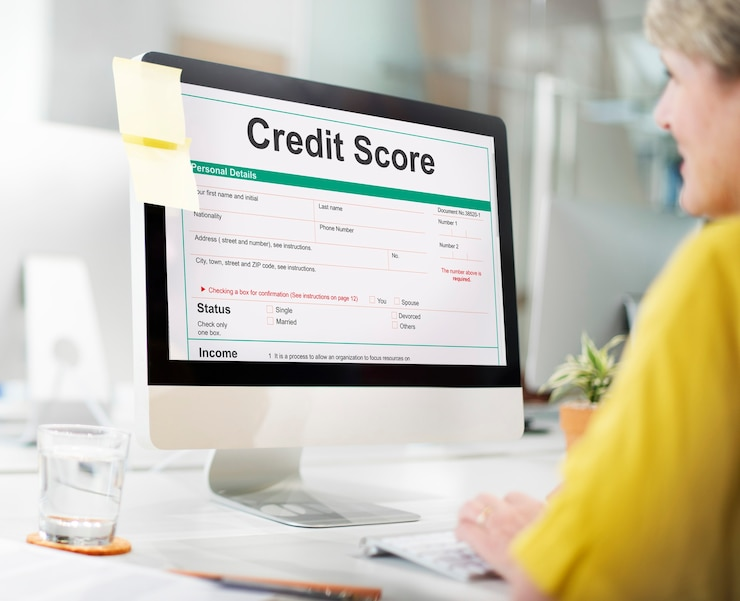 Credit Score
Personal Details
our first name and initial
Last name
Document No.38520-1
Nationality
Phone Number
Number 1
Address ( street and number), see instructions.
No.
Number 2
City, town, street and ZIP code, see instructions.
The number above is
required.
Checking a box for confirmation (See instructions on page 12)
You
Spouse
Status
Single
Devorced
Check only
one box.
Married
Others
Income
1 It is a process to allow an organization to focus resources on